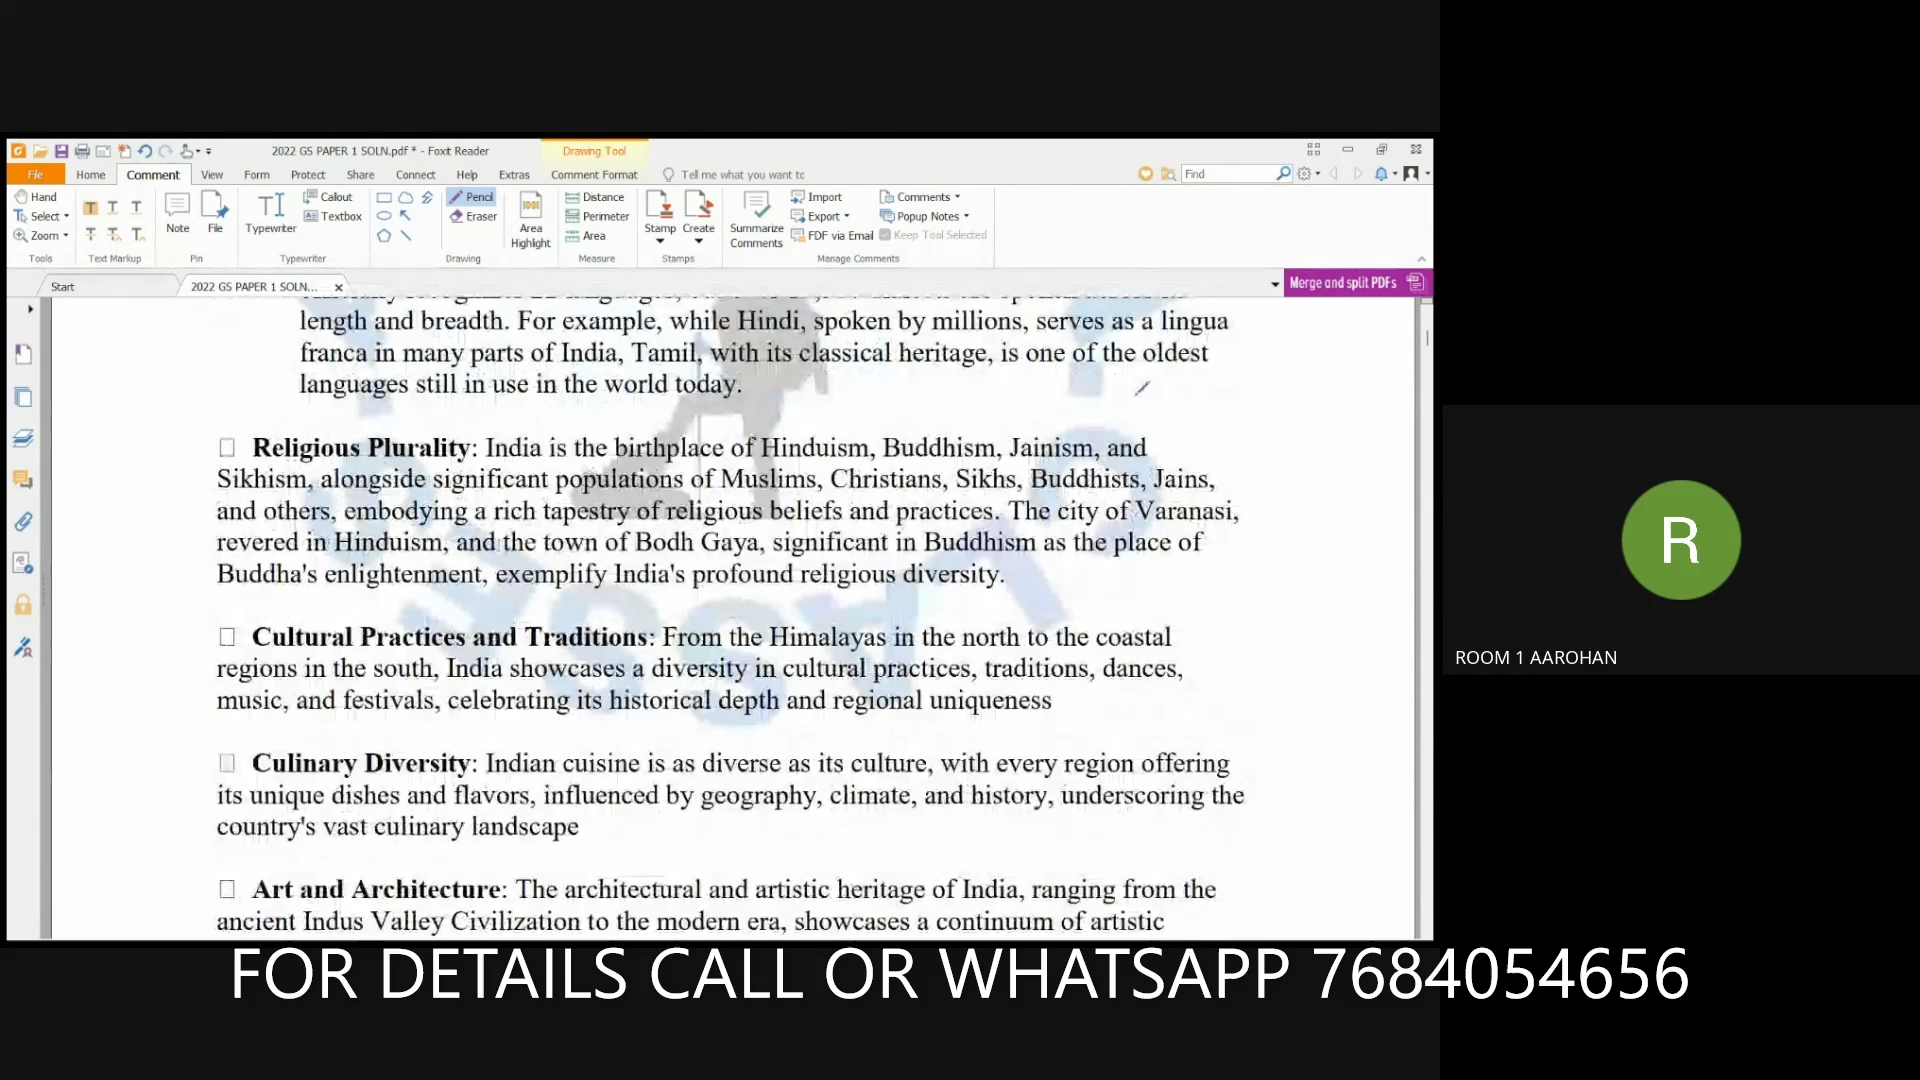 2022 GS PAPER 1 SOLN.pdf * - Foxit Reader
Drawing Tool
File Home Comment View Form Protect Share Connect Help Extras Comment Format Tell me what you want to
Find
Hand
Select
Zoom
Tools
Text Markup
Note
File
Pin
Typewriter
Callout
Textbox
Typewriter
Pencil
Eraser
Drawing
Area
Highlight
Distance
Perimeter
Area
Measure
Stamp
Create
Stamps
Summarize
Comments
Import
Export
FDF via Email
Comments
Popup Notes
Keep Tool Selected
Manage Comments
Start
2022 GS PAPER 1 SOLN...
Merge and split PDFs
length and breadth. For example, while Hindi, spoken by millions, serves as a lingua
franca in many parts of India, Tamil, with its classical heritage, is one of the oldest
languages still in use in the world today.
Religious Plurality: India is the birthplace of Hinduism, Buddhism, Jainism, and
Sikhism, alongside significant populations of Muslims, Christians, Sikhs, Buddhists, Jains,
and others, embodying a rich tapestry of religious beliefs and practices. The city of Varanasi,
revered in Hinduism, and the town of Bodh Gaya, significant in Buddhism as the place of
Buddha's enlightenment, exemplify India's profound religious diversity.
Cultural Practices and Traditions: From the Himalayas in the north to the coastal
regions in the south, India showcases a diversity in cultural practices, traditions, dances,
music, and festivals, celebrating its historical depth and regional uniqueness
Culinary Diversity: Indian cuisine is as diverse as its culture, with every region offering
its unique dishes and flavors, influenced by geography, climate, and history, underscoring the
country's vast culinary landscape
Art and Architecture: The architectural and artistic heritage of India, ranging from the
ancient Indus Valley Civilization to the modern era, showcases a continuum of artistic
R
ROOM 1 AAROHAN
FOR DETAILS CALL OR WHATSAPP 7684054656